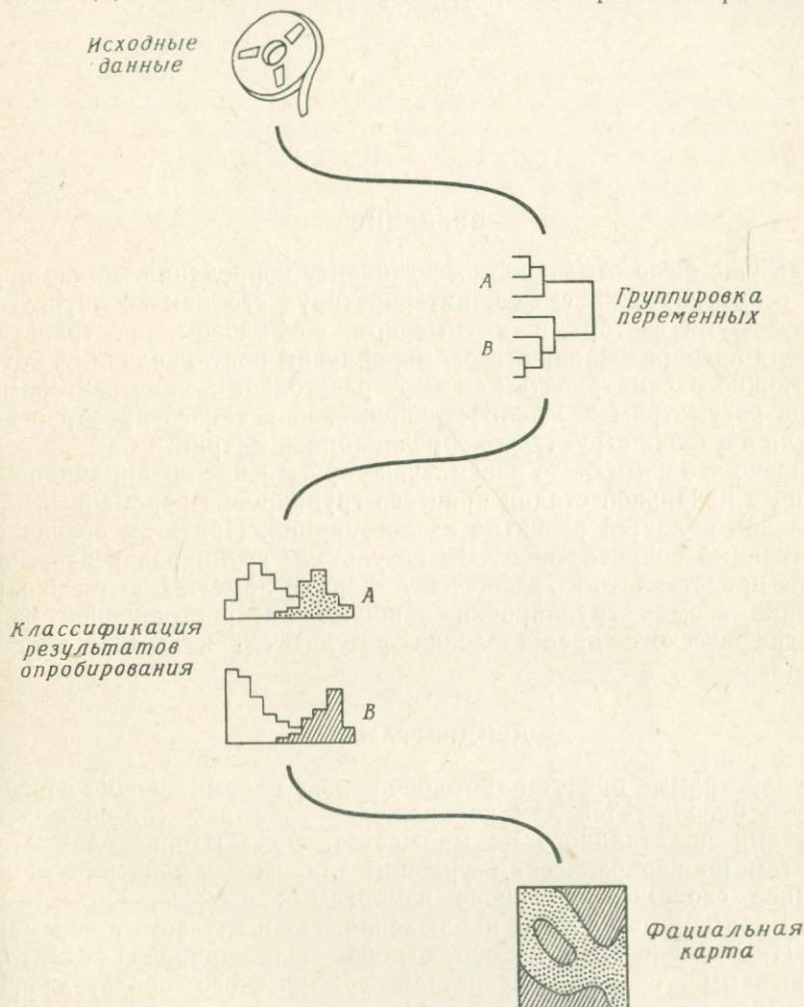 Исходные
данные
A
Группировка
переменных
B
A
Классификация
результатов
опробирования
B
Фациальная
карта